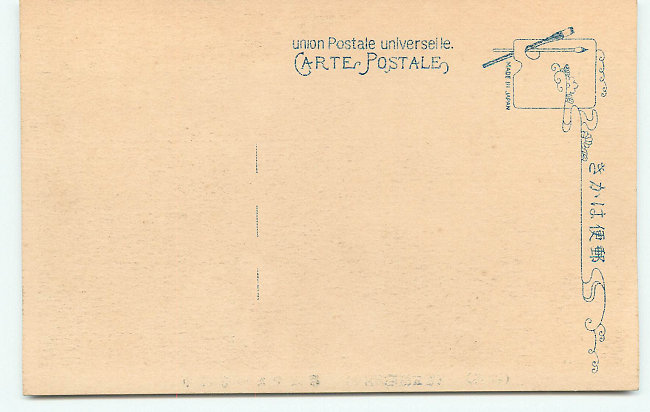 union Postale universelle.
CARTE POSTALE
MADE IN JAPAN
きかは便郵